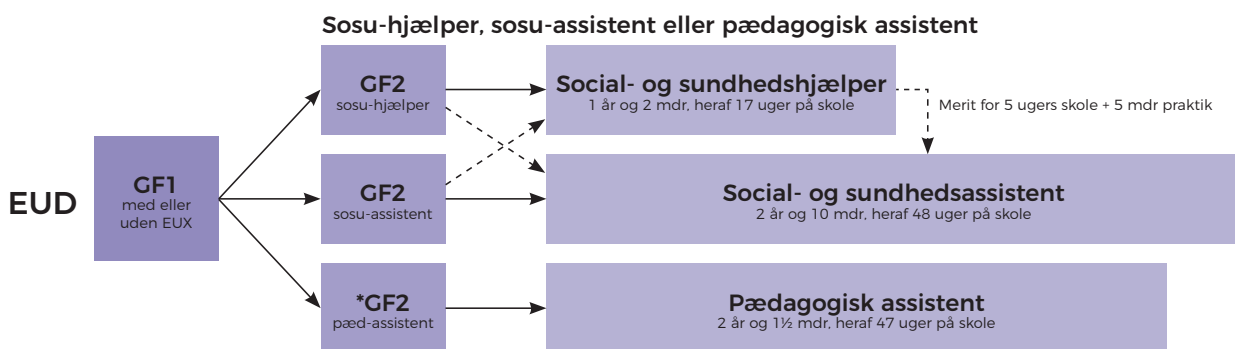 Sosu-hjælper, sosu-assistent eller pædagogisk assistent
EUD
GF1
med eller
uden EUX
GF2
sosu-hjælper
Social- og sundhedshjælper
1 år og 2 mdr, heraf 17 uger på skole
Merit for 5 ugers skole + 5 mdr praktik
GF2
sosu-assistent
Social- og sundhedsassistent
2 år og 10 mdr, heraf 48 uger på skole
*GF2
pæd-assistent
Pædagogisk assistent
2 år og 1½ mdr, heraf 47 uger på skole